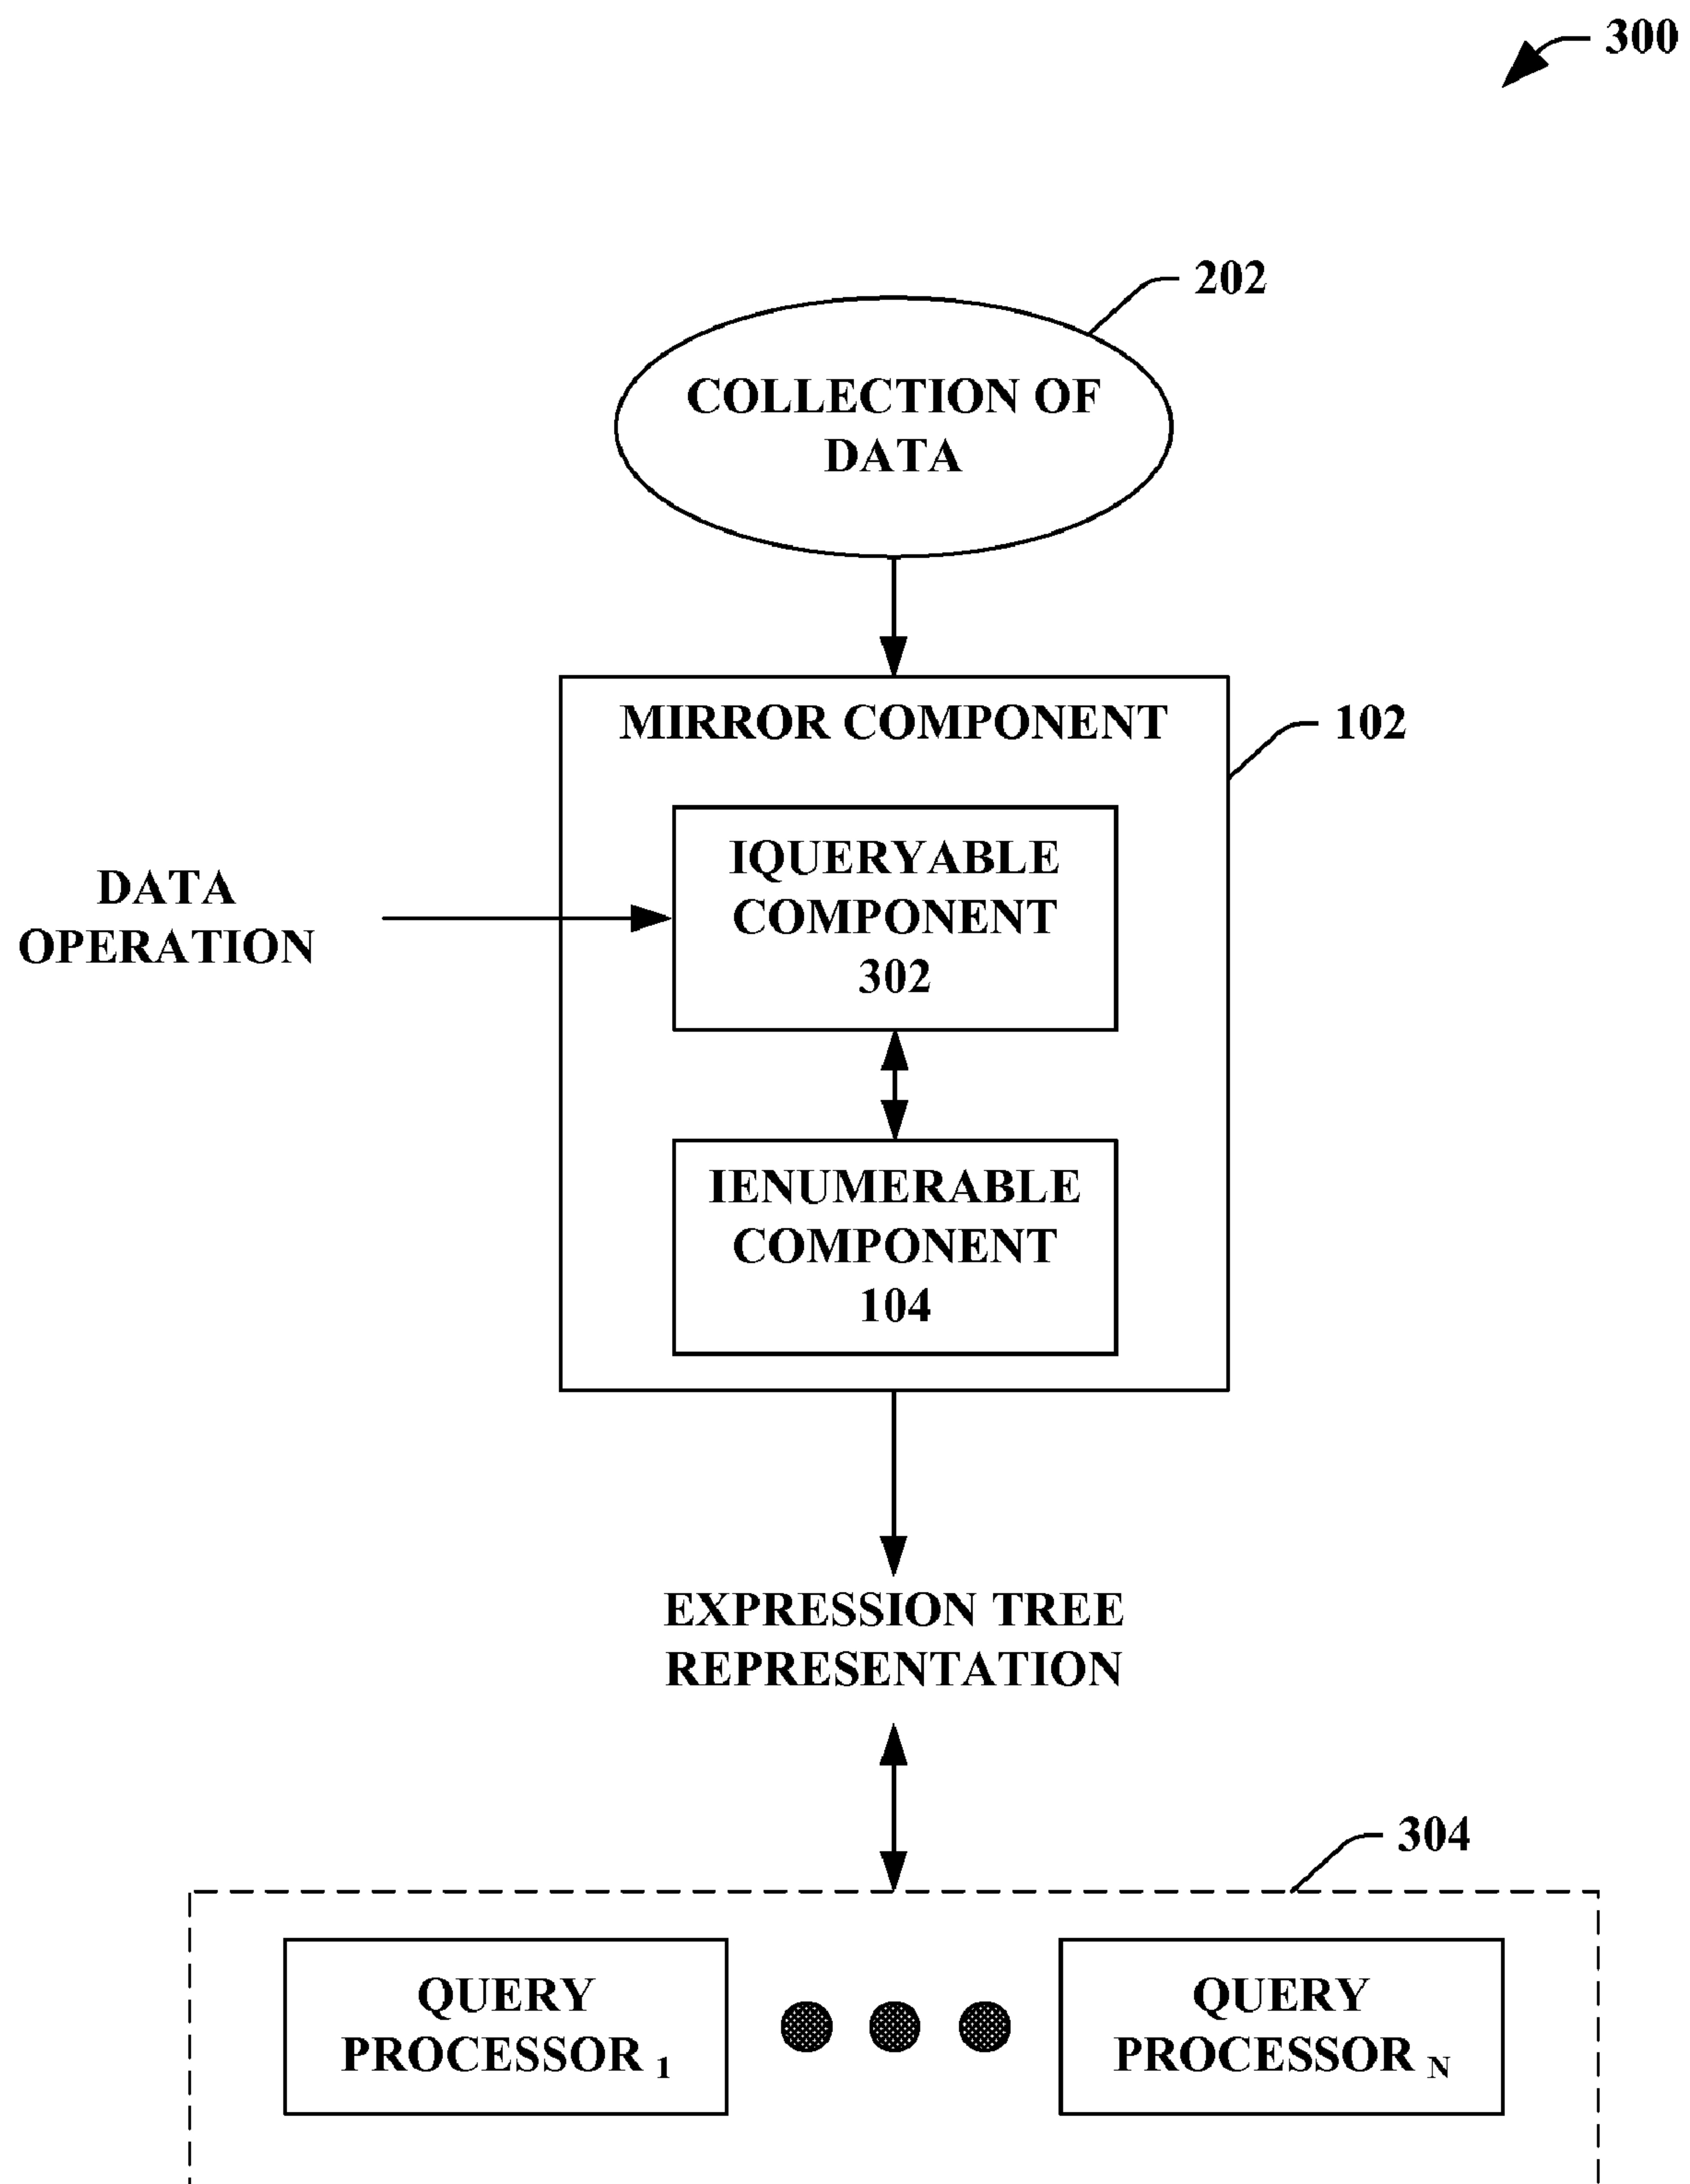 300
202
COLLECTION OF
DATA
MIRROR COMPONENT
102
IQUERYABLE
COMPONENT
302
DATA
OPERATION
IENUMERABLE
COMPONENT
104
EXPRESSION TREE
REPRESENTATION
304
QUERY
PROCESSOR 1
QUERY
PROCESSOR N